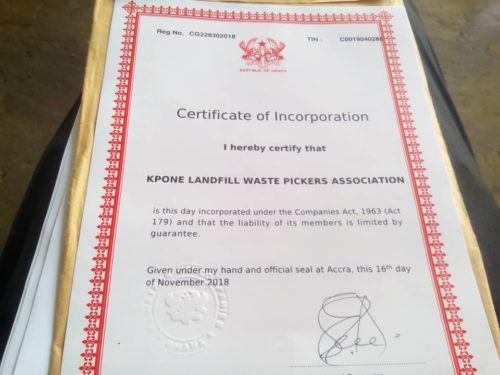 Reg No. CG228302018
TIN : C0019040286
REPUBLIC OF GHANA
Certificate of Incorporation
I hereby certify that
KPONE LANDFILL WASTE PICKERS ASSOCIATION
is this day incorporated under the Companies Act, 1963 (Act
179) and that the liability of its members is limited by
guarantee.
Given under my hand and official seal at Accra, this 16th day
of November 2018
GHANA